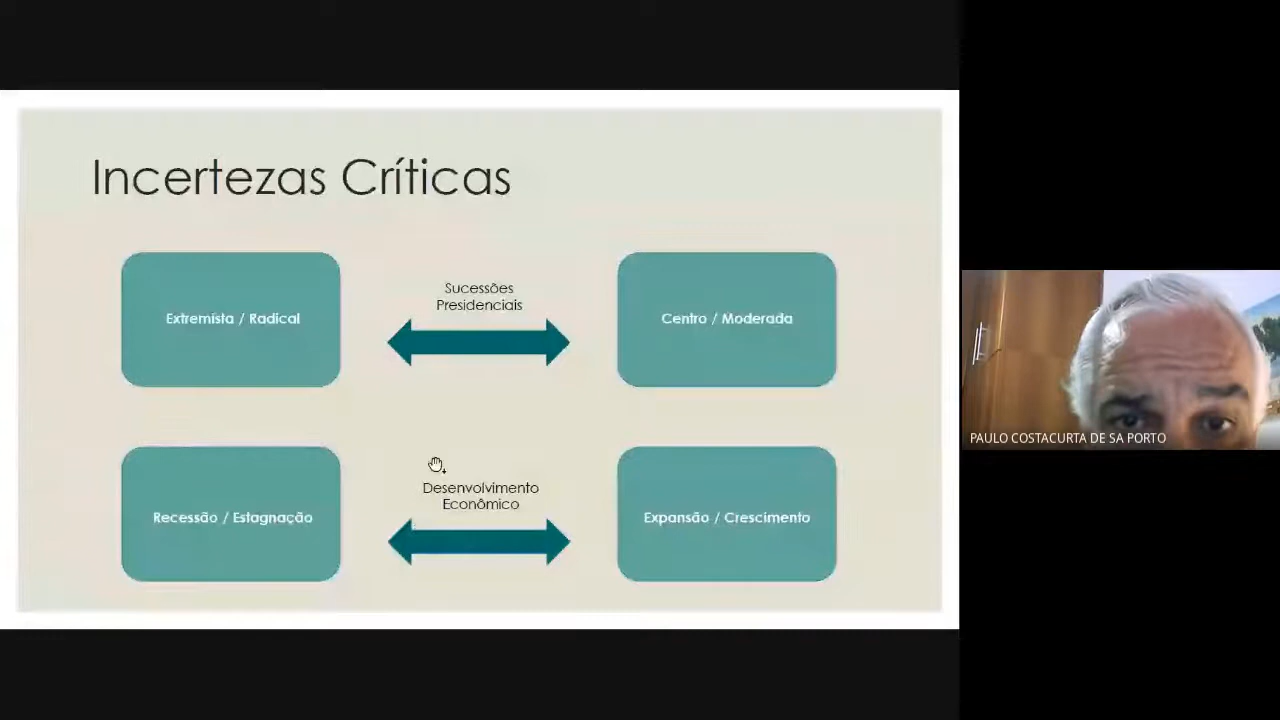 Incertezas Críticas
Extremista / Radical
Sucessões
Presidenciais
Centro / Moderada
Recessão / Estagnação
Desenvolvimento
Econômico
Expansão / Crescimento
PAULO COSTACURTA DE SA PORTO